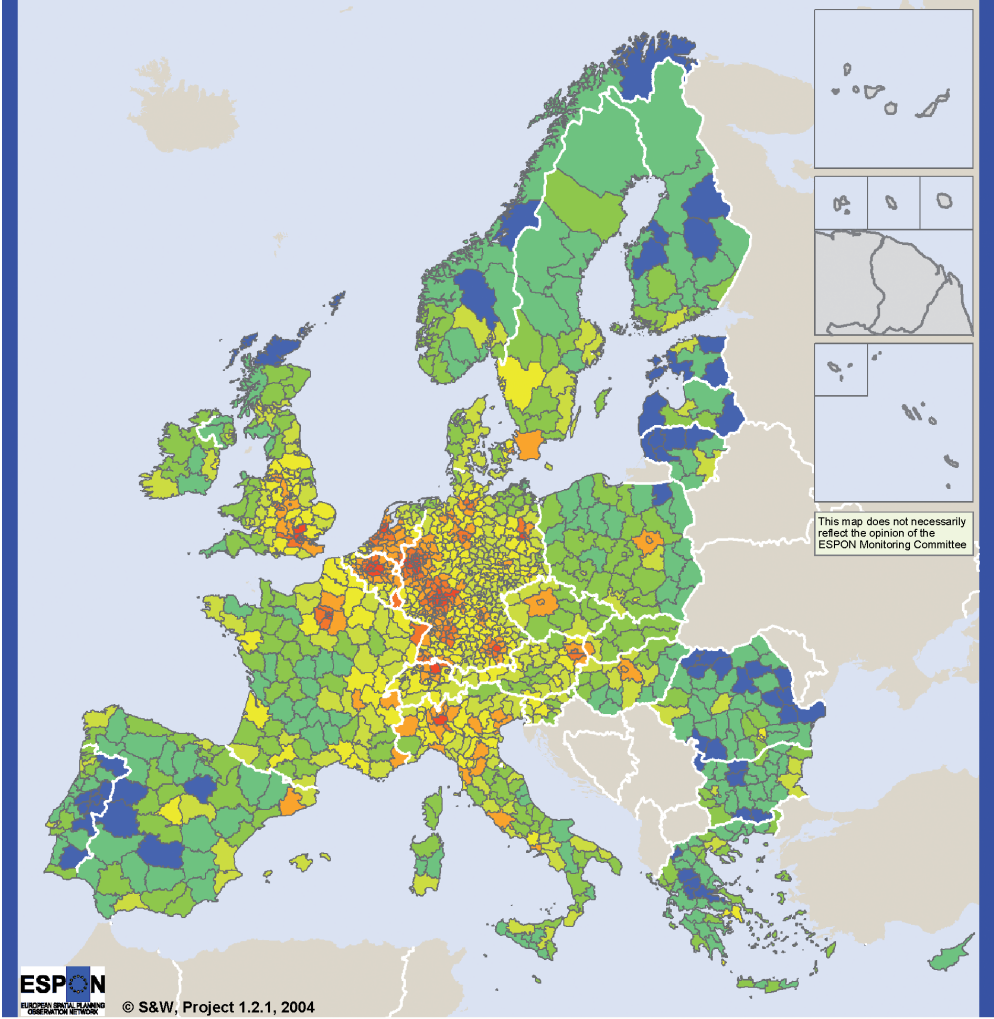 This map does not necessarily
reflect the opinion of the
ESPON Monitoring Committee
ESPON
EUROPEAN SPATIAL PLANNING
OBSERVATION NETWORK
© S&W, Project 1.2.1, 2004